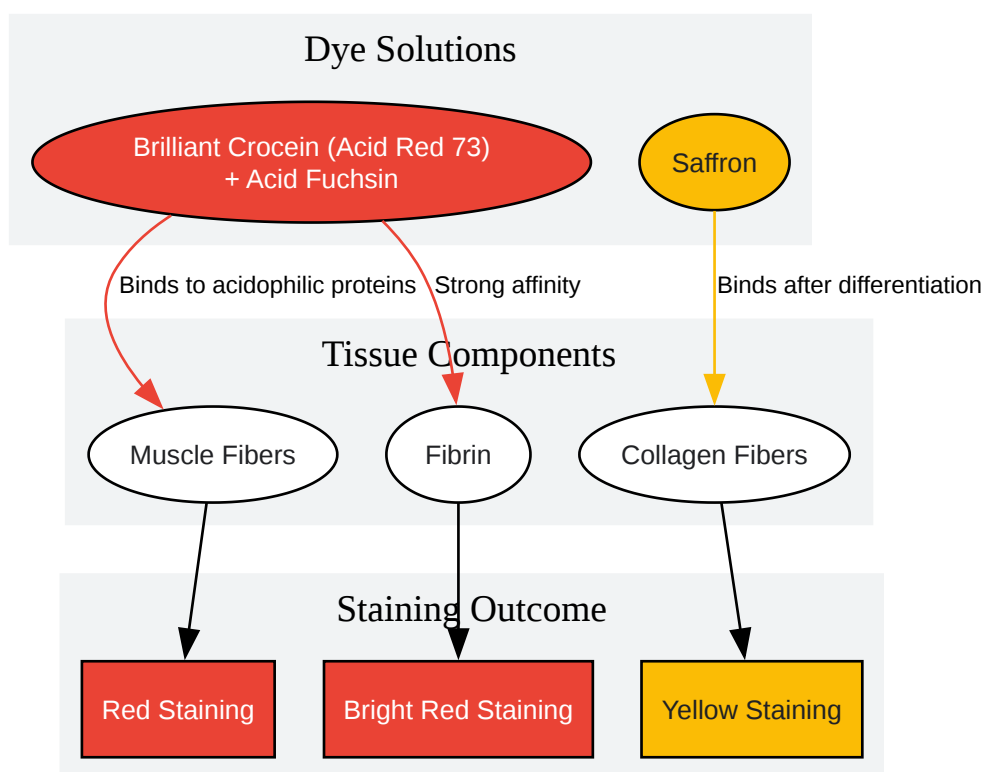 Dye Solutions
Brilliant Crocein (Acid Red 73)
+ Acid Fuchsin
Saffron
Binds to acidophilic proteins
Strong affinity
Binds after differentiation
Tissue Components
Muscle Fibers
Fibrin
Collagen Fibers
Staining Outcome
Red Staining
Bright Red Staining
Yellow Staining